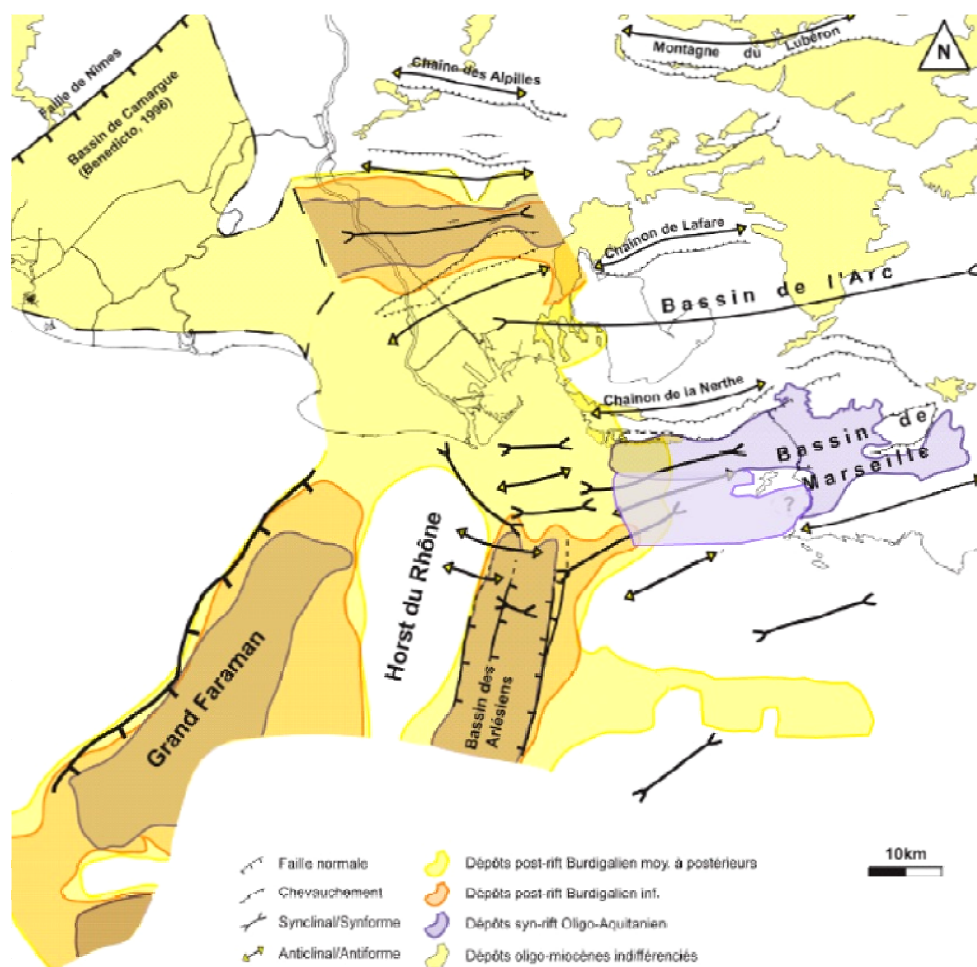 Montagne du Lubéron
N
Chaîne des Alpilles
Faille de Nîmes
Bassin de Camargue
(Benedicto, 1996)
Chaînon de Lafare
Bassin de l'Arc
Chaînon de la Nerthe
Bassin de
Marseille
?
Horst du Rhône
Grand Faraman
Bassin des
Arlésiens
10km
Faille normale
Chevauchement
Synclinal/Synforme
Anticlinal/Antiforme
Dépôts post-rift Burdigalien moy. à postérieurs
Dépôts post-rift Burdigalien inf.
Dépôts syn-rift Oligo-Aquitanien
Dépôts oligo-miocènes indifférenciés